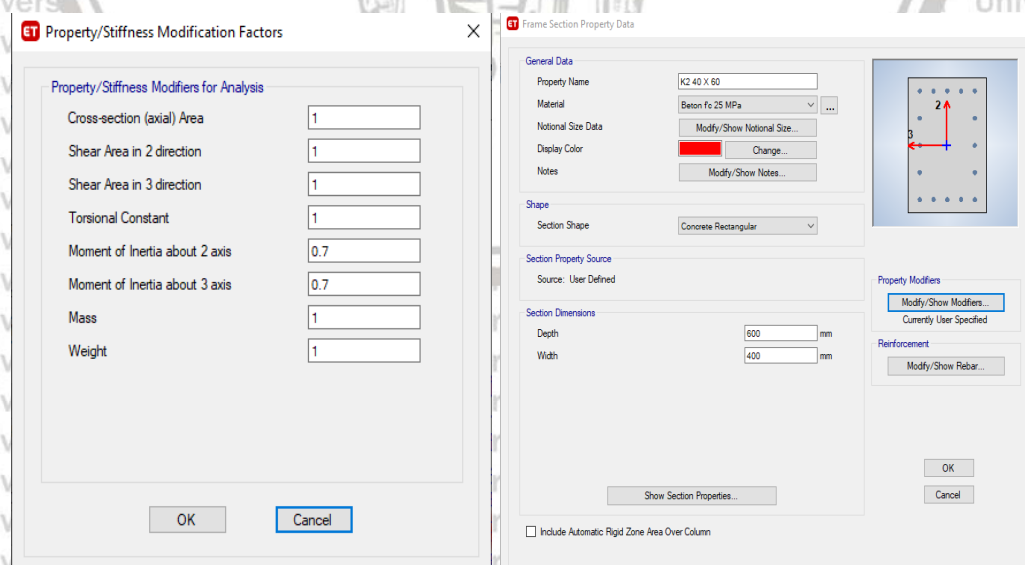 ET Property/Stiffness Modification Factors
Property/Stiffness Modifiers for Analysis
Cross-section (axial) Area 1
Shear Area in 2 direction 1
Shear Area in 3 direction 1
Torsional Constant 1
Moment of Inertia about 2 axis 0.7
Moment of Inertia about 3 axis 0.7
Mass 1
Weight 1
OK Cancel
ET Frame Section Property Data
General Data
Property Name K2 40 X 60
Material Beton fc 25 MPa ...
Notional Size Data Modify/Show Notional Size...
Display Color Change...
Notes Modify/Show Notes...
2
3
Shape
Section Shape Concrete Rectangular
Section Property Source
Source: User Defined
Section Dimensions
Depth 600 mm
Width 400 mm
Show Section Properties...
Include Automatic Rigid Zone Area Over Column
Property Modifiers
Modify/Show Modifiers...
Currently User Specified
Reinforcement
Modify/Show Rebar...
OK
Cancel